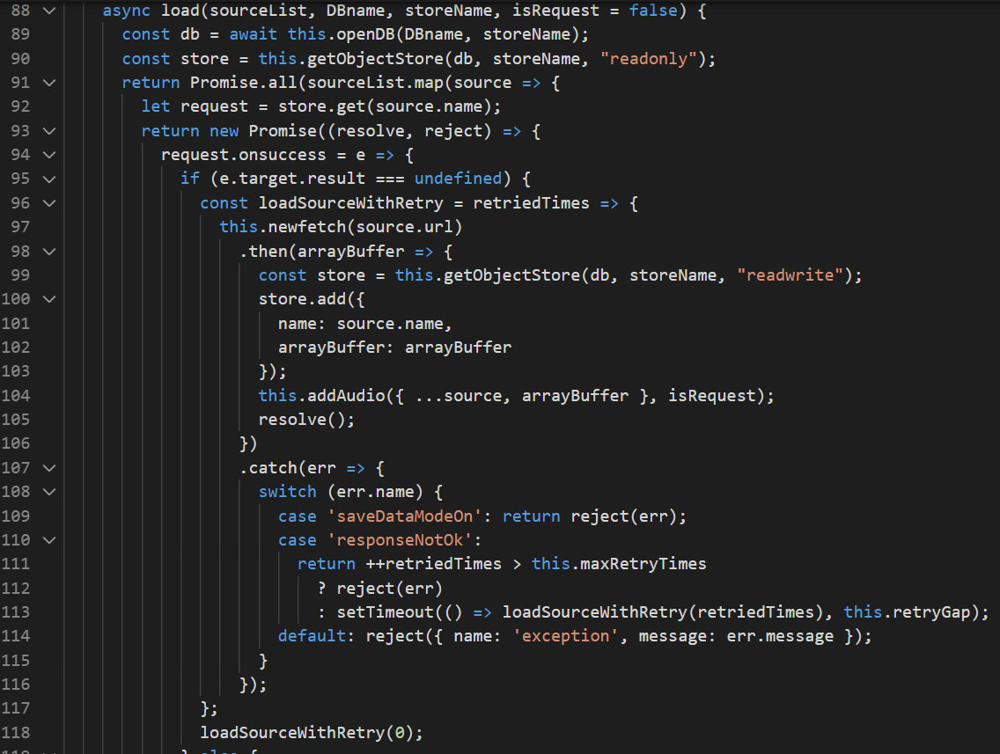 88 async load(sourceList, DBname, storeName, isRequest = false) {
89 const db = await this.openDB(DBname, storeName);
90 const store = this.getObjectStore(db, storeName, "readonly");
91 return Promise.all(sourceList.map(source => {
92 let request = store.get(source.name);
93 return new Promise((resolve, reject) => {
94 request.onsuccess = e => {
95 if (e.target.result === undefined) {
96 const loadSourceWithRetry = retriedTimes => {
97 this.newfetch(source.url)
98 .then(arrayBuffer => {
99 const store = this.getObjectStore(db, storeName, "readwrite");
100 store.add({
101 name: source.name,
102 arrayBuffer: arrayBuffer
103 });
104 this.addAudio({ ...source, arrayBuffer }, isRequest);
105 resolve();
106 })
107 .catch(err => {
108 switch (err.name) {
109 case 'saveDataModeOn': return reject(err);
110 case 'responseNotOk':
111 return ++retriedTimes > this.maxRetryTimes
112 ? reject(err)
113 : setTimeout(() => loadSourceWithRetry(retriedTimes), this.retryGap);
114 default: reject({ name: 'exception', message: err.message });
115 }
116 });
117 };
118 loadSourceWithRetry(0);
119 } else {